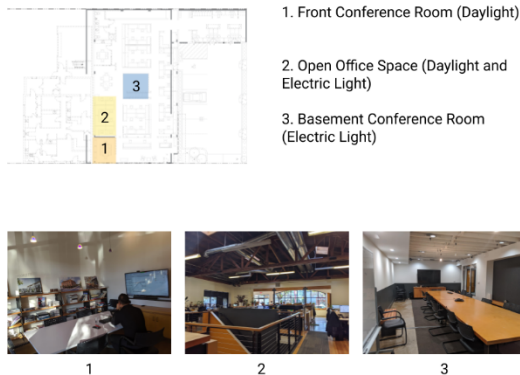 1. Front Conference Room (Daylight)
2. Open Office Space (Daylight and
Electric Light)
3. Basement Conference Room
(Electric Light)
3
2
1
1
2
3